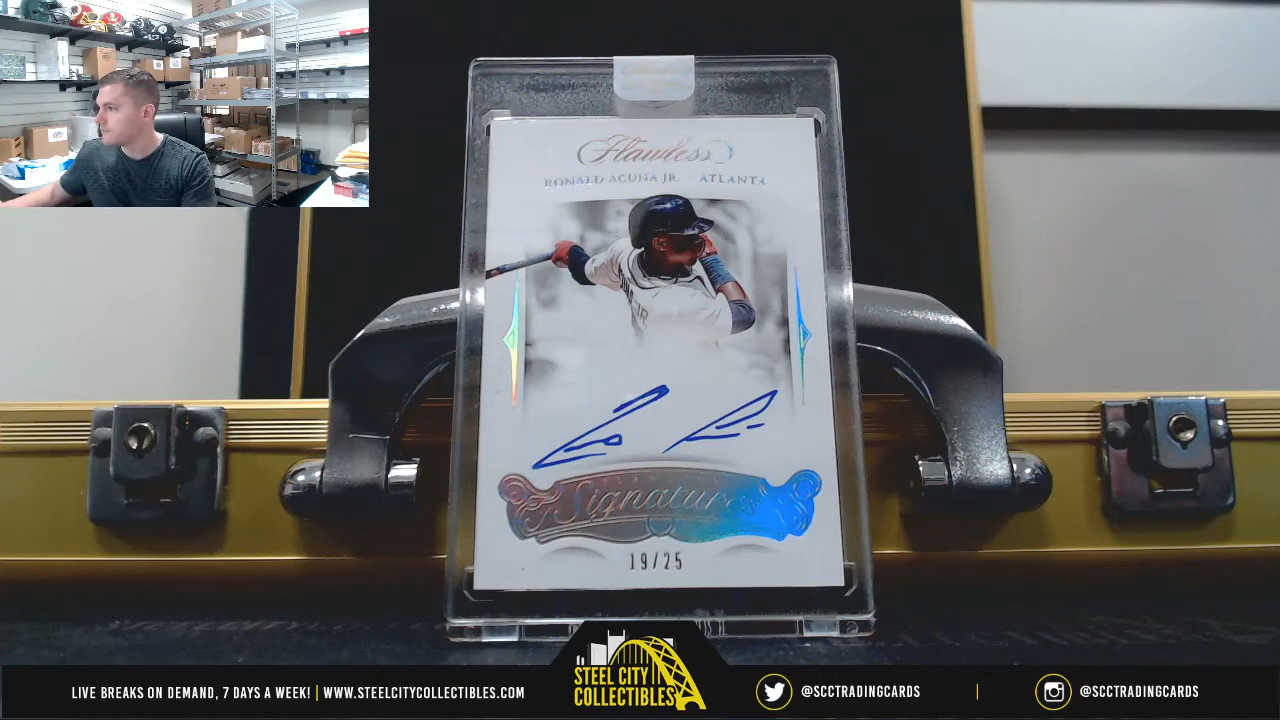 Flawless
RONALD ACUNA JR. - ATLANTA
Signatures
19/25
LIVE BREAKS ON DEMAND, 7 DAYS A WEEK! | WWW.STEELCITYCOLLECTIBLES.COM
STEEL CITY
COLLECTIBLES
@SCCTRADINGCARDS | @SCCTRADINGCARDS